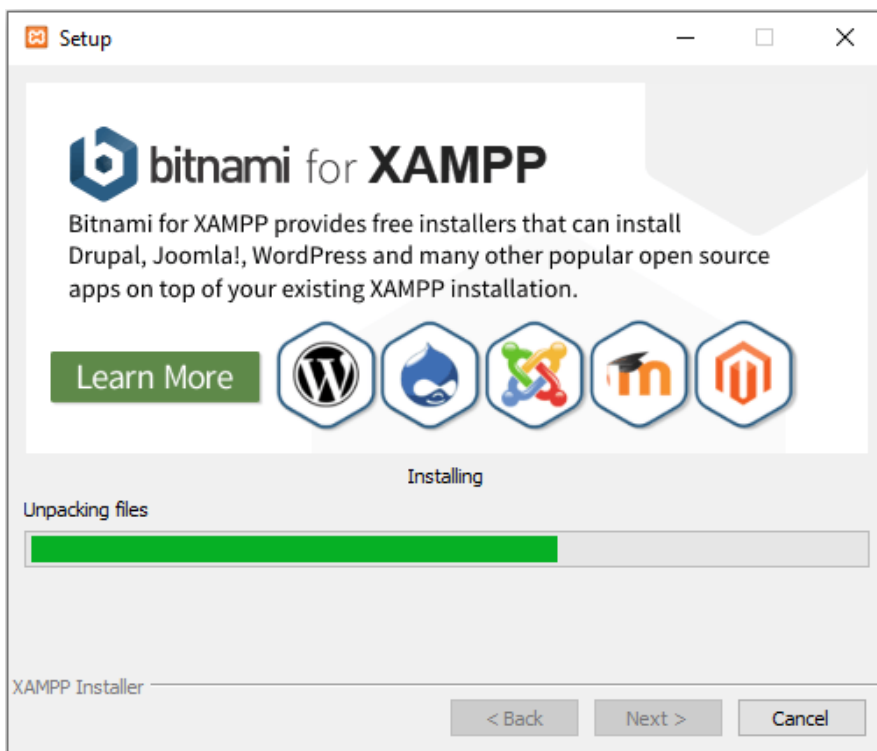 Setup
bitnami for XAMPP
Bitnami for XAMPP provides free installers that can install
Drupal, Joomla!, WordPress and many other popular open source
apps on top of your existing XAMPP installation.
Learn More
Installing
Unpacking files
XAMPP Installer
< Back Next > Cancel